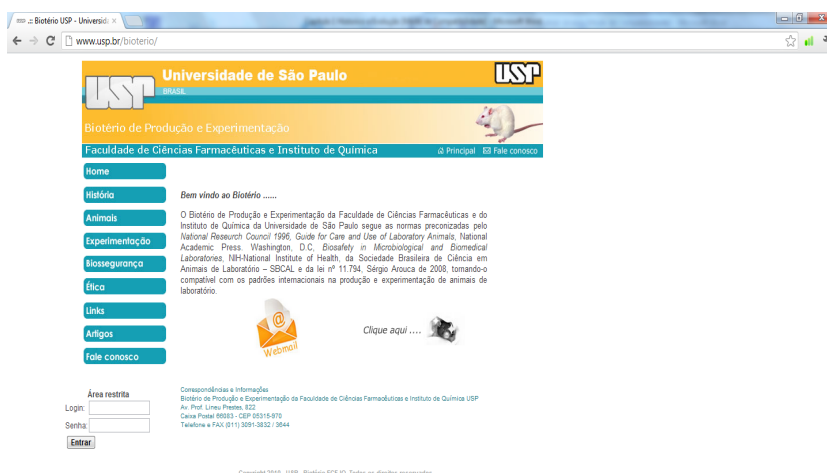 .:: Biotério USP - Universida
www.usp.br/bioterio/
USP
Universidade de São Paulo
BRASIL
USP
Biotério de Produção e Experimentação
Faculdade de Ciências Farmacêuticas e Instituto de Química
Principal
Fale conosco
Home
História
Animais
Experimentação
Biossegurança
Ética
Links
Artigos
Fale conosco
Bem vindo ao Biotério ......
O Biotério de Produção e Experimentação da Faculdade de Ciências Farmacêuticas e do
Instituto de Química da Universidade de São Paulo segue as normas preconizadas pelo
National Research Council 1996, Guide for Care and Use of Laboratory Animals, National
Academic Press. Washington, D.C, Biosafety in Microbiological and Biomedical
Laboratories, NIH-National Institute of Health, da Sociedade Brasileira de Ciência em
Animais de Laboratório – SBCAL e da lei nº 11.794, Sérgio Arouca de 2008, tornando-o
compatível com os padrões internacionais na produção e experimentação de animais de
laboratório.
@
Webmail
Clique aqui ....
Área restrita
Login:
Senha:
Entrar
Correspondências e Informações
Biotério de Produção e Experimentação da Faculdade de Ciências Farmacêuticas e Instituto de Química USP
Av. Prof. Lineu Prestes, 822
Caixa Postal 66083 - CEP 05315-970
Telefone e FAX (011) 3091-3832 / 3644